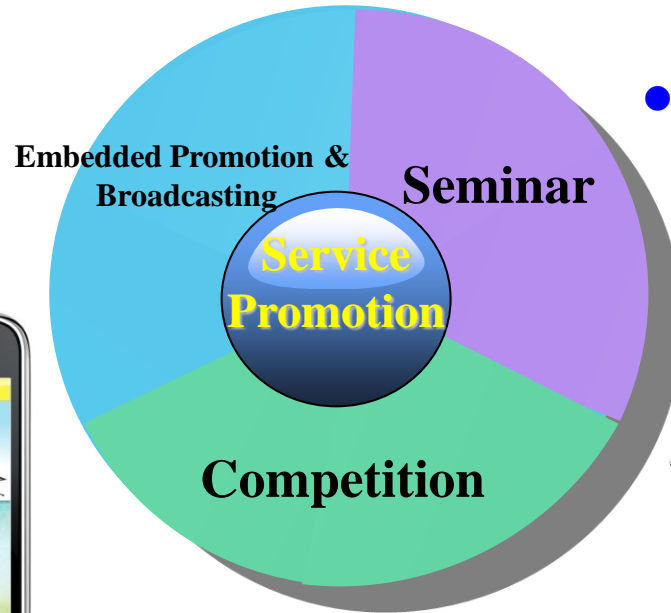 Embedded Promotion &
Broadcasting
Seminar
Service
Promotion
Competition